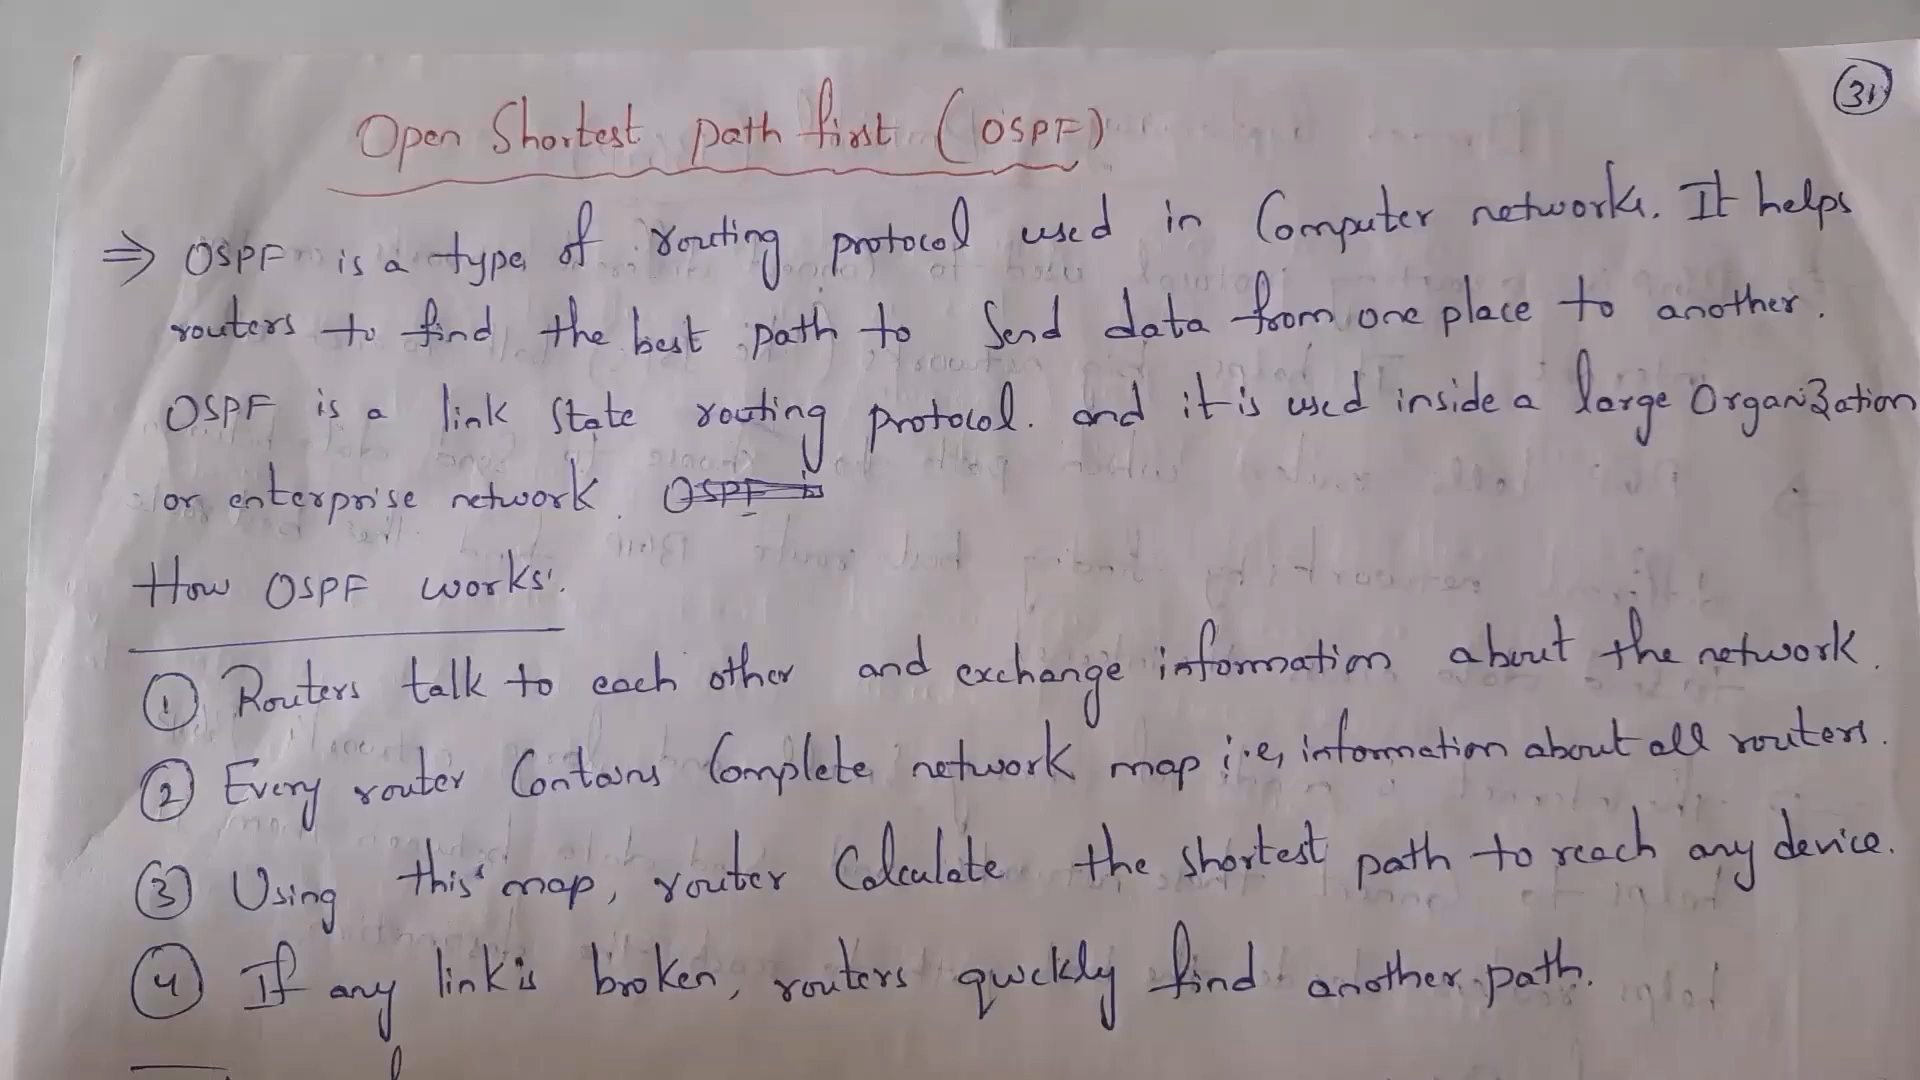 31
Open Shortest path first (OSPF)
⇒ OSPF is a type of routing protocol used in Computer networks. It helps
routers to find the best path to Send data from one place to another.
OSPF is a link State routing protocol. and it is used inside a large Organization
or enterprise network.
How OSPF works:
① Routers talk to each other and exchange information about the network.
② Every router Contains Complete network map i.e, information about all routers.
③ Using this map, router Calculate the shortest path to reach any device.
④ If any link is broken, routers quickly find another path.